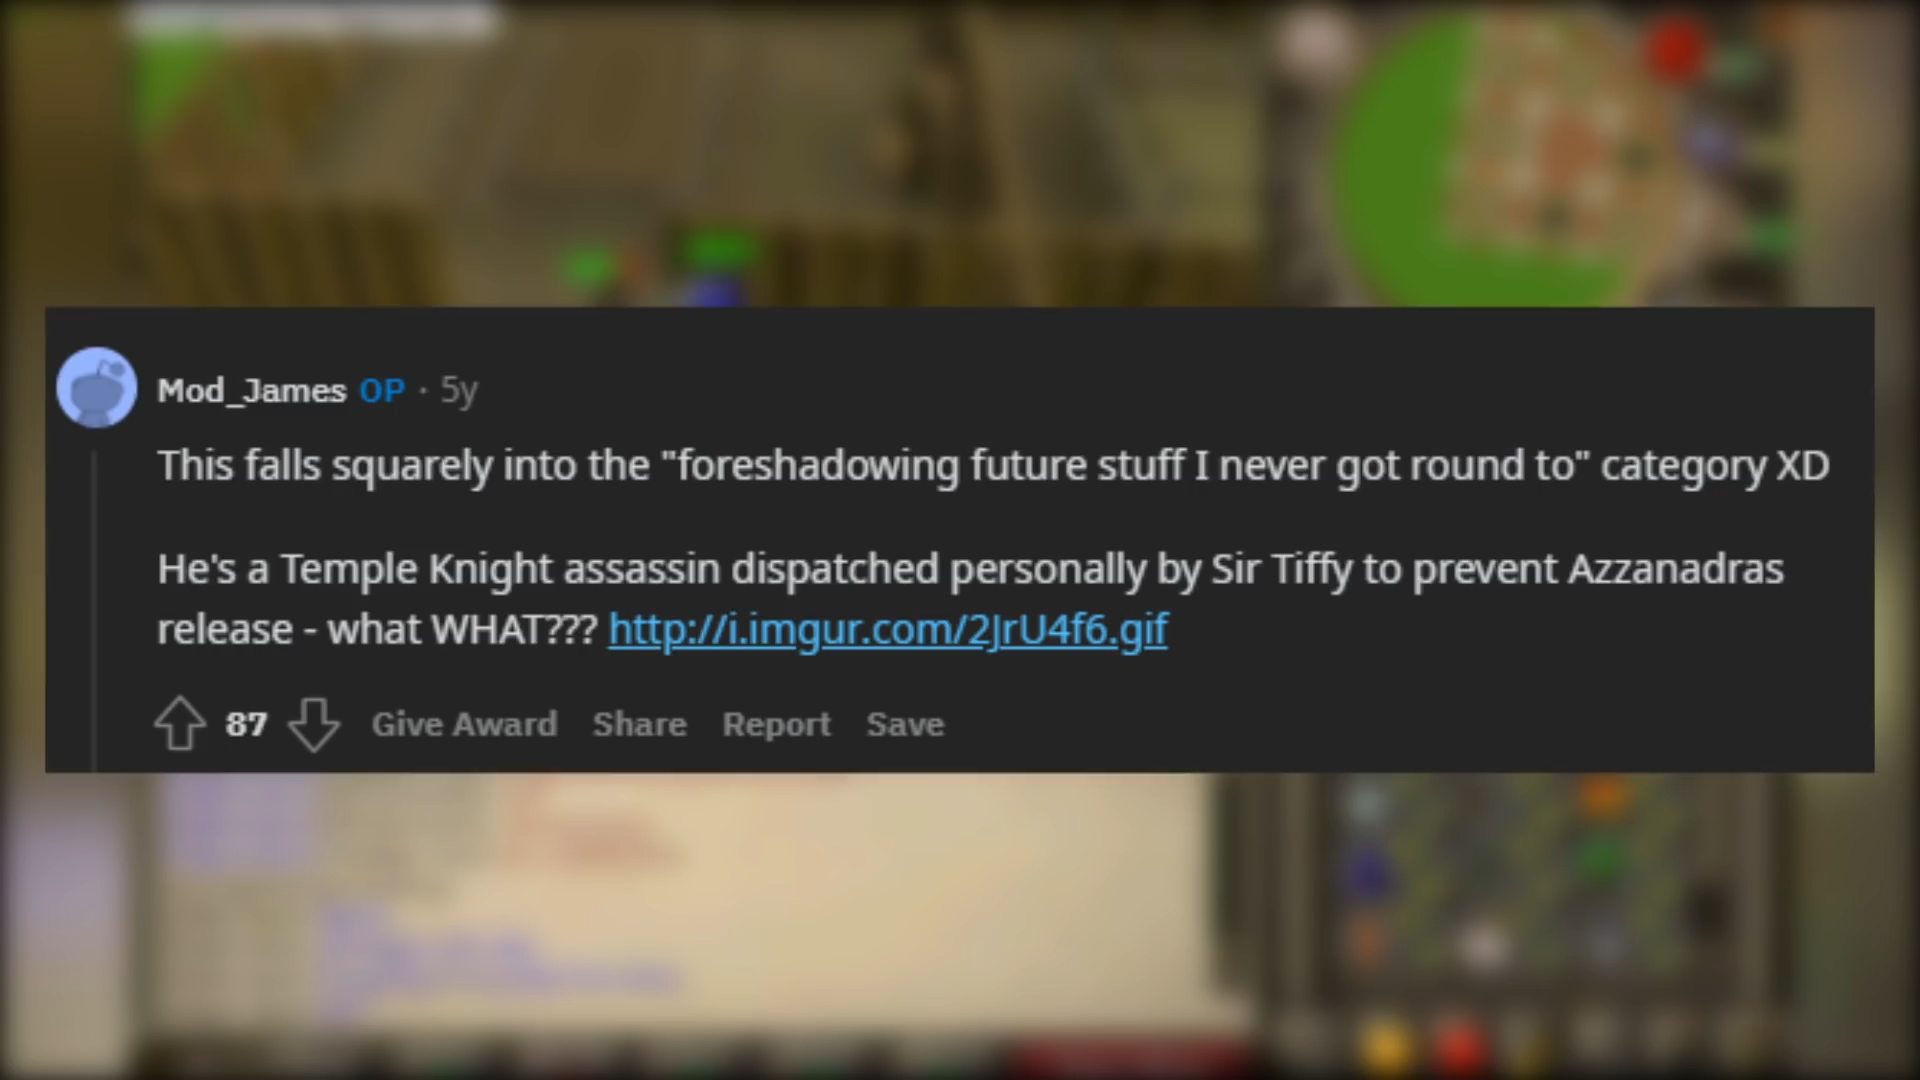 Mod_James OP · 5y
This falls squarely into the "foreshadowing future stuff I never got round to" category XD
He's a Temple Knight assassin dispatched personally by Sir Tiffy to prevent Azzanadras
release - what WHAT??? http://i.imgur.com/2JrU4f6.gif
87 Give Award Share Report Save